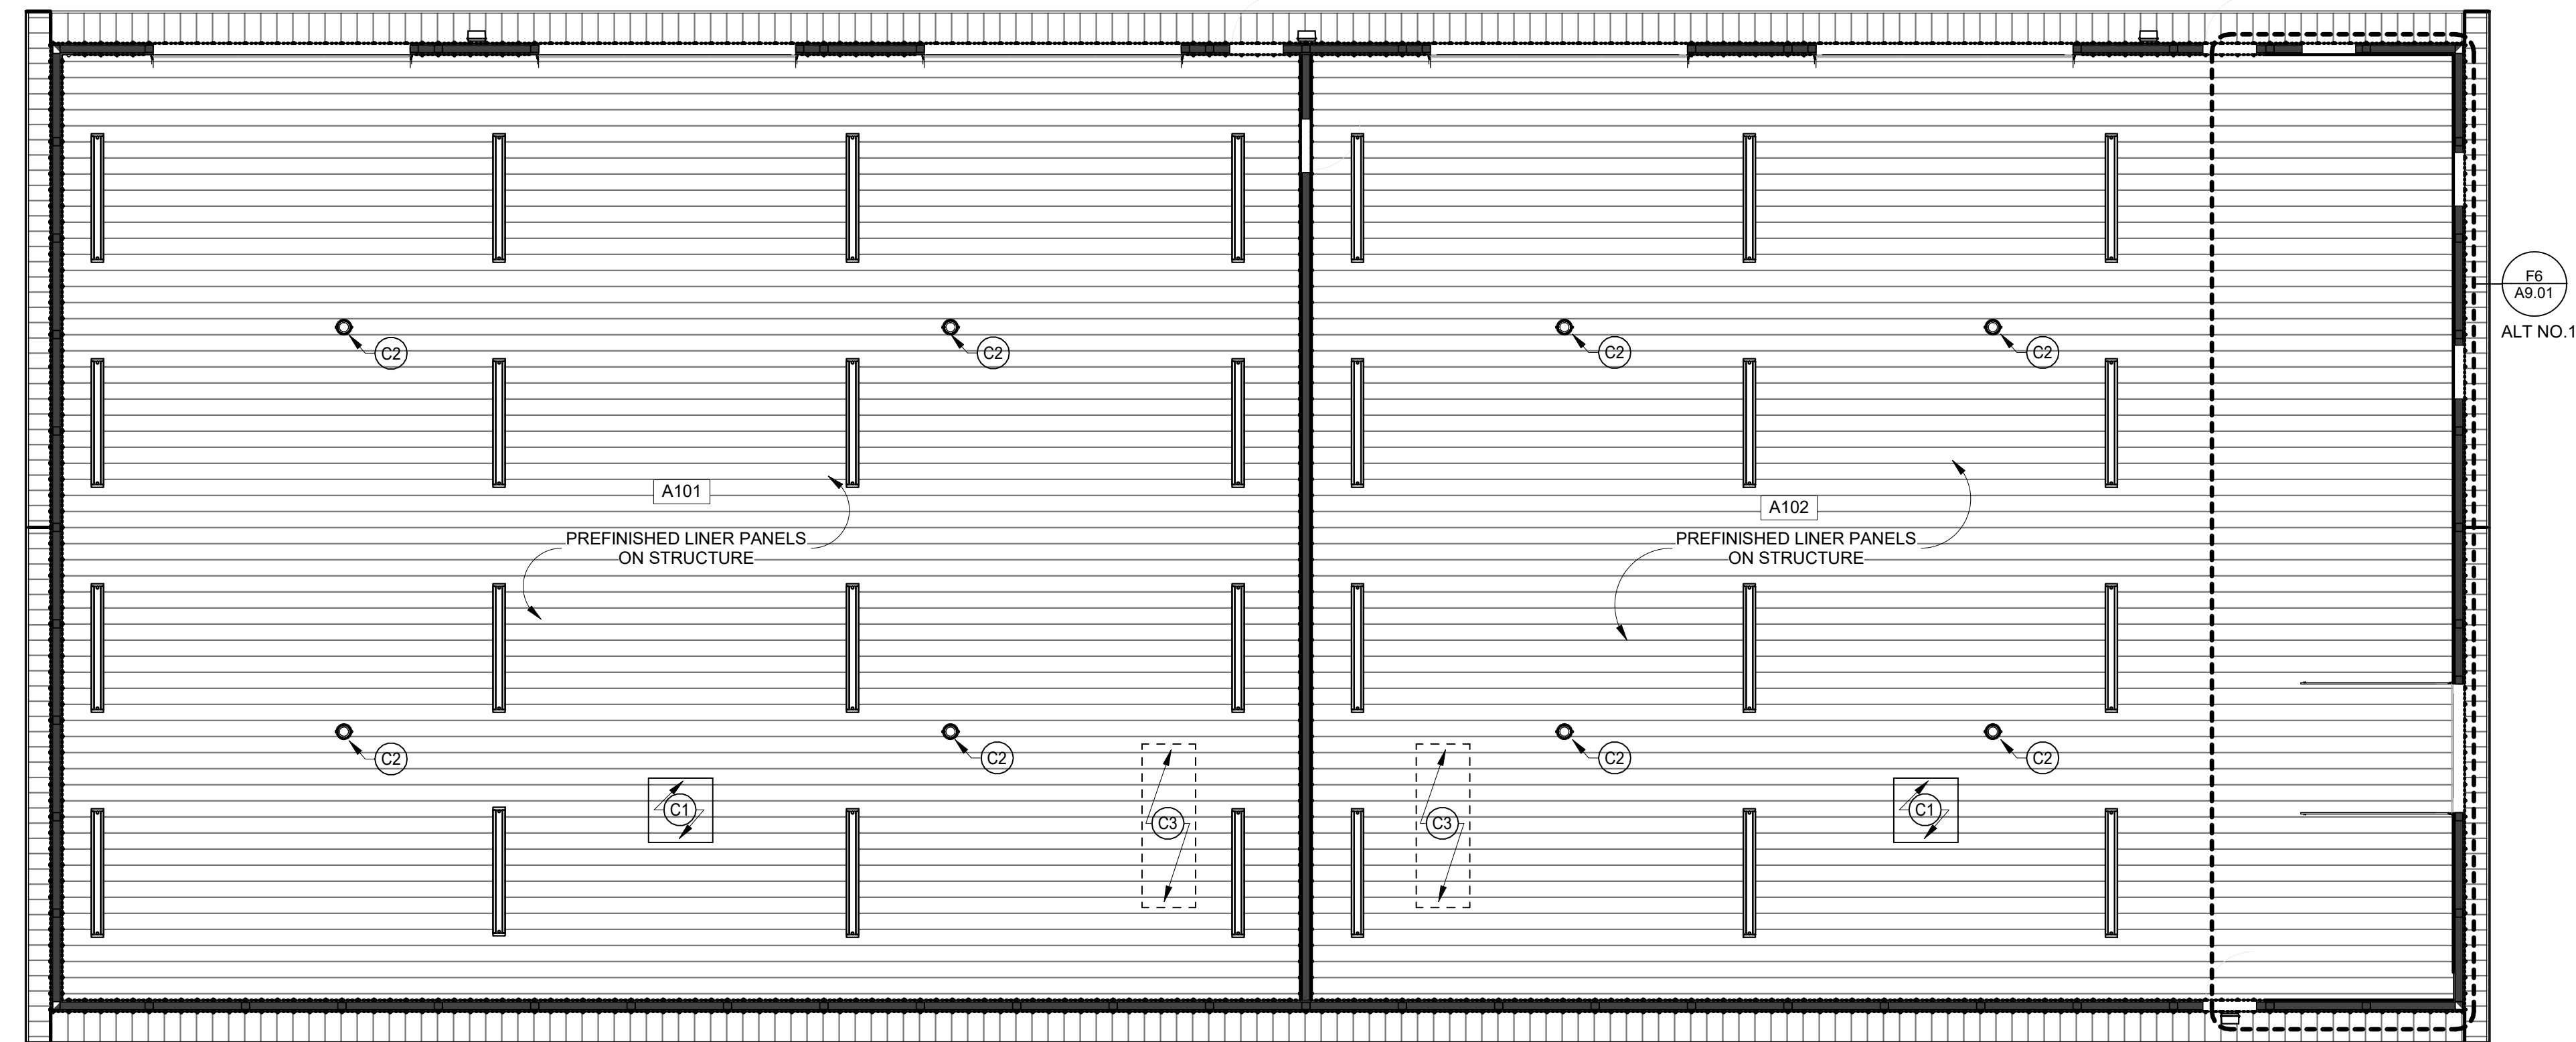 F6
A9.01
ALT NO.1
C2
C2
C2
C2
A101
A102
PREFINISHED LINER PANELS
ON STRUCTURE
PREFINISHED LINER PANELS
ON STRUCTURE
C2
C2
C2
C2
C1
C3
C3
C1